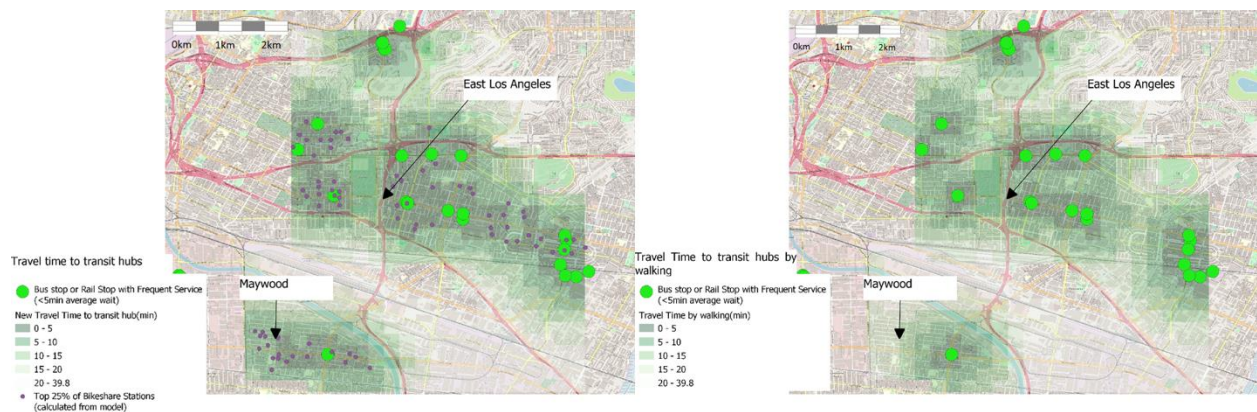 0km 1km 2km
East Los Angeles
Maywood
Travel time to transit hubs
Bus stop or Rail Stop with Frequent Service
(<5min average wait)
New Travel Time to transit hub(min)
0 - 5
5 - 10
10 - 15
15 - 20
20 - 39.8
Top 25% of Bikeshare Stations
(calculated from model)
0km 1km 2km
East Los Angeles
Maywood
Travel Time to transit hubs by
walking
Bus stop or Rail Stop with Frequent Service
(<5min average wait)
Travel Time by walking(min)
0 - 5
5 - 10
10 - 15
15 - 20
20 - 39.8